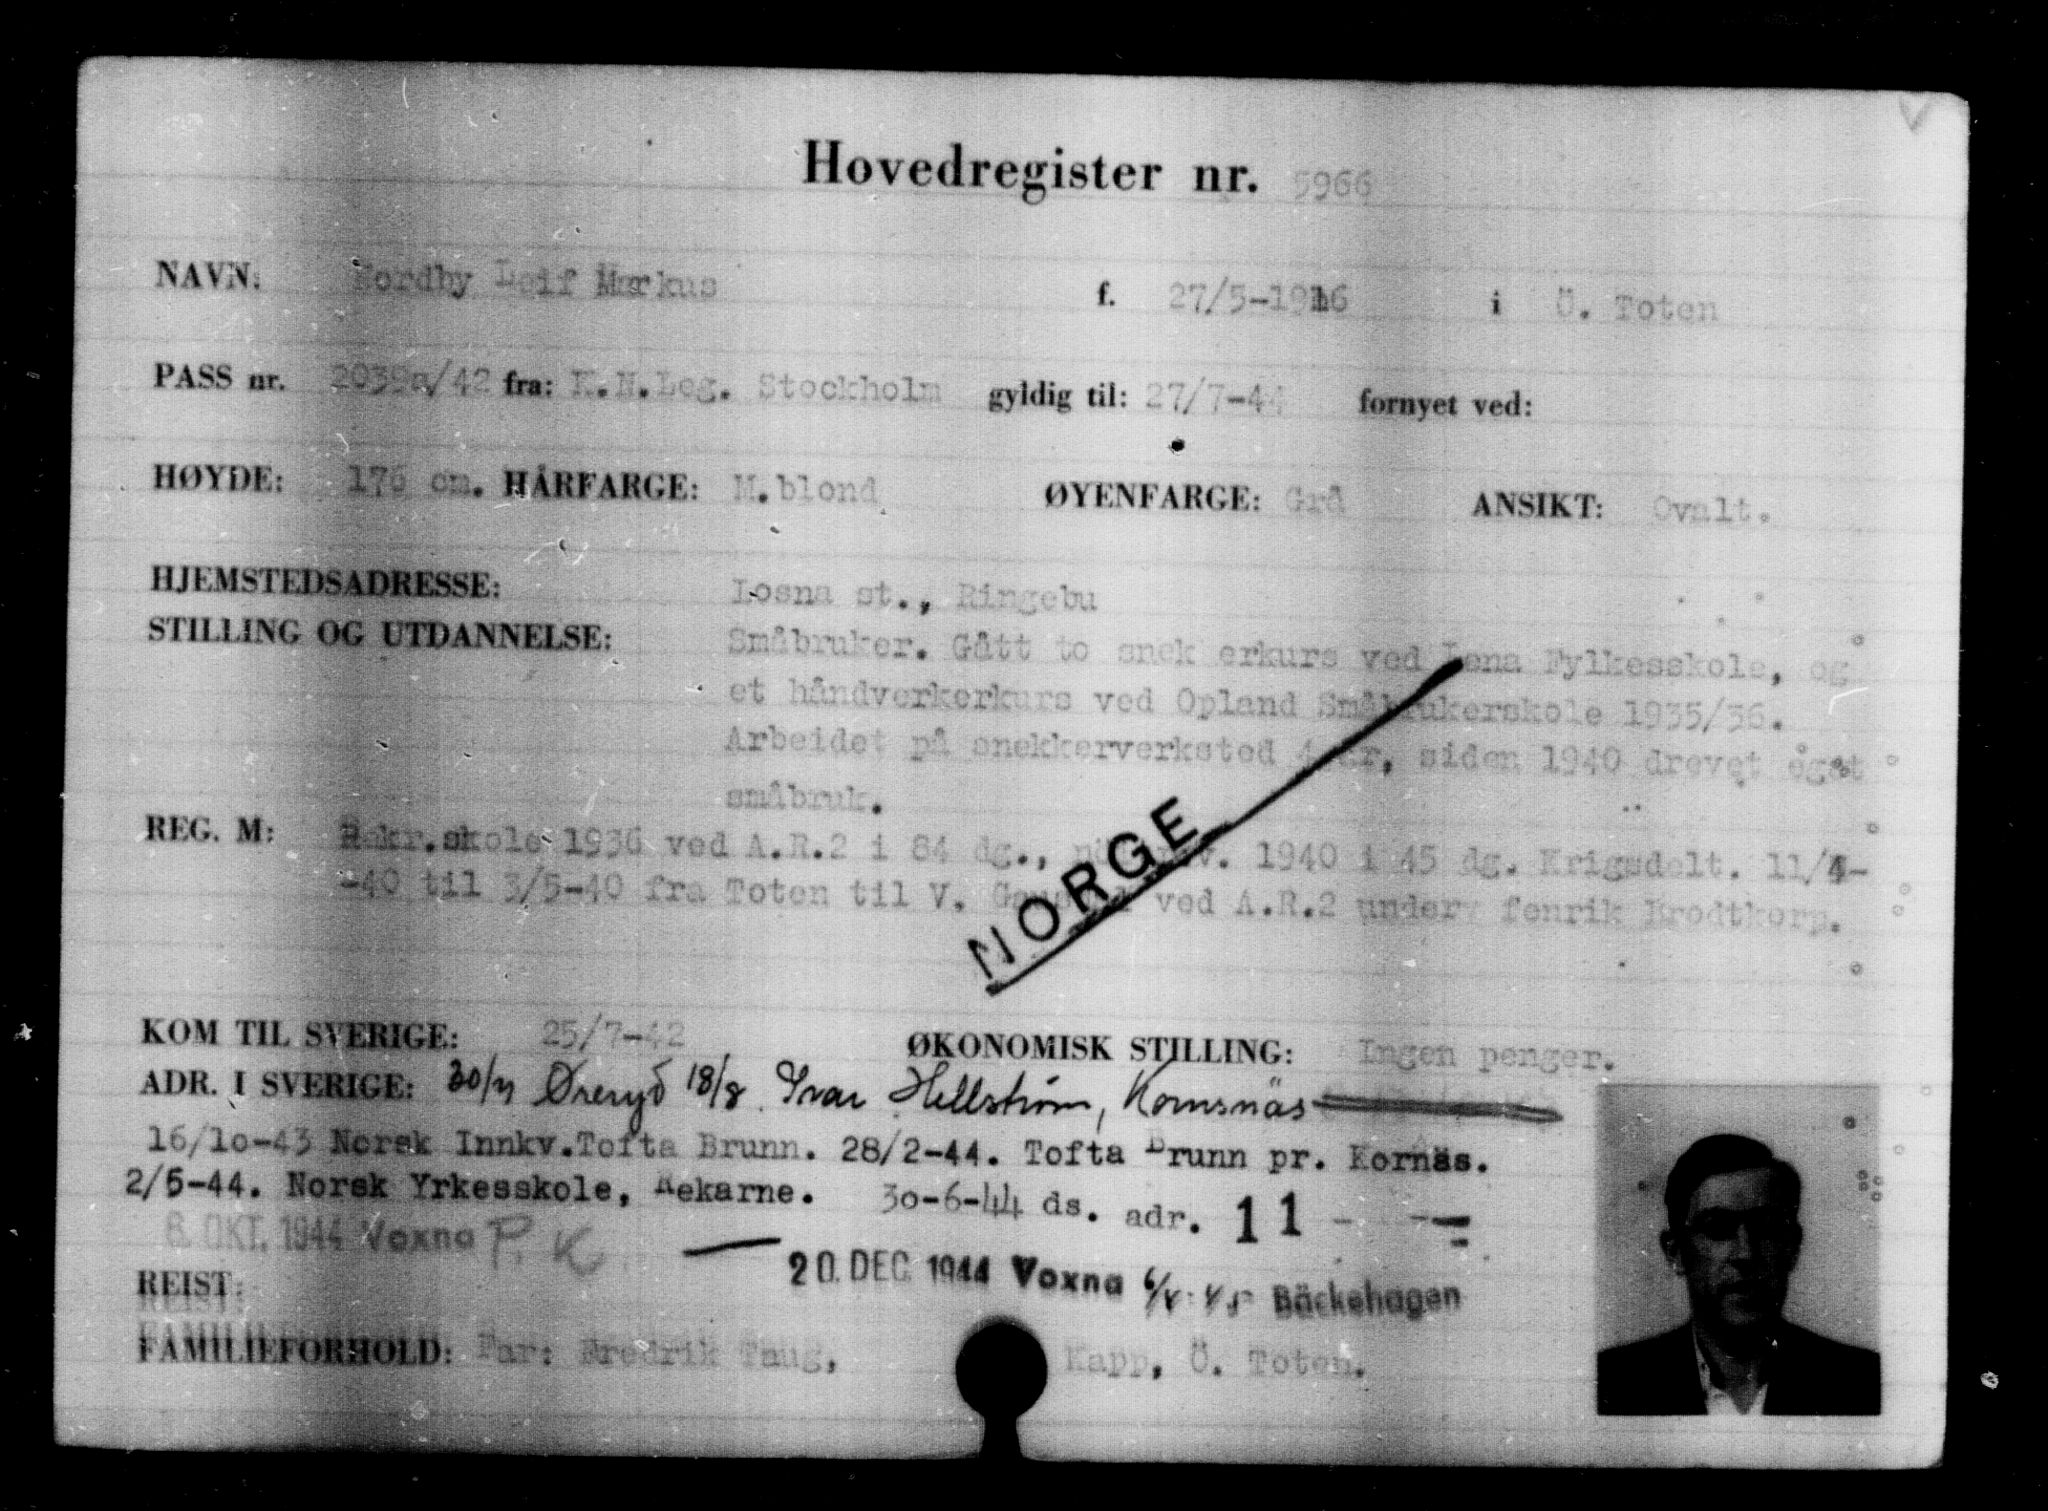 Hovedregister nr. 5966
NAVN: Nordby Leif Markus f. 27/5-1916 i Ö. Toten
PASS nr. 2039a/42 fra: K.N.Leg. Stockholm gyldig til: 27/7-44 fornyet ved:
HØYDE: 176 cm. HÅRFARGE: M.blond ØYENFARGE: Grå ANSIKT: Ovalt.
HJEMSTEDSADRESSE: Losna st., Ringebu
STILLING OG UTDANNELSE: Småbruker. Gått to snek erkurs ved Lena Fylkesskole, og
et håndverkerkurs ved Opland Småbrukerskole 1935/36.
Arbeidet på snekkerverksted 4 år, siden 1940 drevet eget
småbruk.
REG. M: Rekr.skole 1936 ved A.R.2 i 84 dg., 1940 i 45 dg. Krigsdelt. 11/4-
-40 til 3/5-40 fra Toten til V. ved A.R.2 under fenrik Brodtkorp.
NORGE
KOM TIL SVERIGE: 25/7-42 ØKONOMISK STILLING: Ingen penger.
ADR. I SVERIGE: 30/7 Øreryd 18/8 Ivar Hellström, Komsnäs
16/10-43 Norsk Innkv.Tofta Brunn. 28/2-44. Tofta Brunn pr. Kornäs.
2/5-44. Norsk Yrkesskole, Hekarne. 30-6-44 ds. adr. 11 - -
6. OKT. 1944 Voxna P. K
— 20. DEC 1944 Voxna Bäckehagen
REIST:
FAMILIEFORHOLD: Far: Fredrik Taug, Kapp, Ö. Toten.